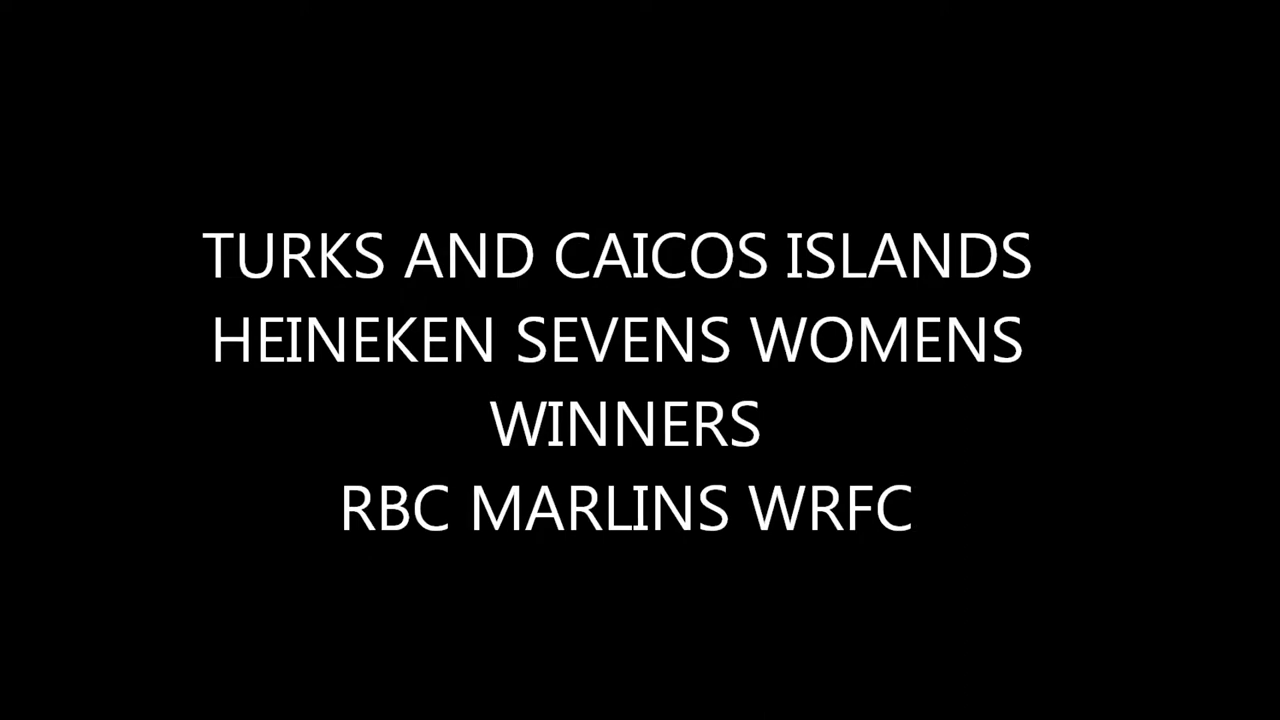 TURKS AND CAICOS ISLANDS
HEINEKEN SEVENS WOMENS
WINNERS
RBC MARLINS WRFC